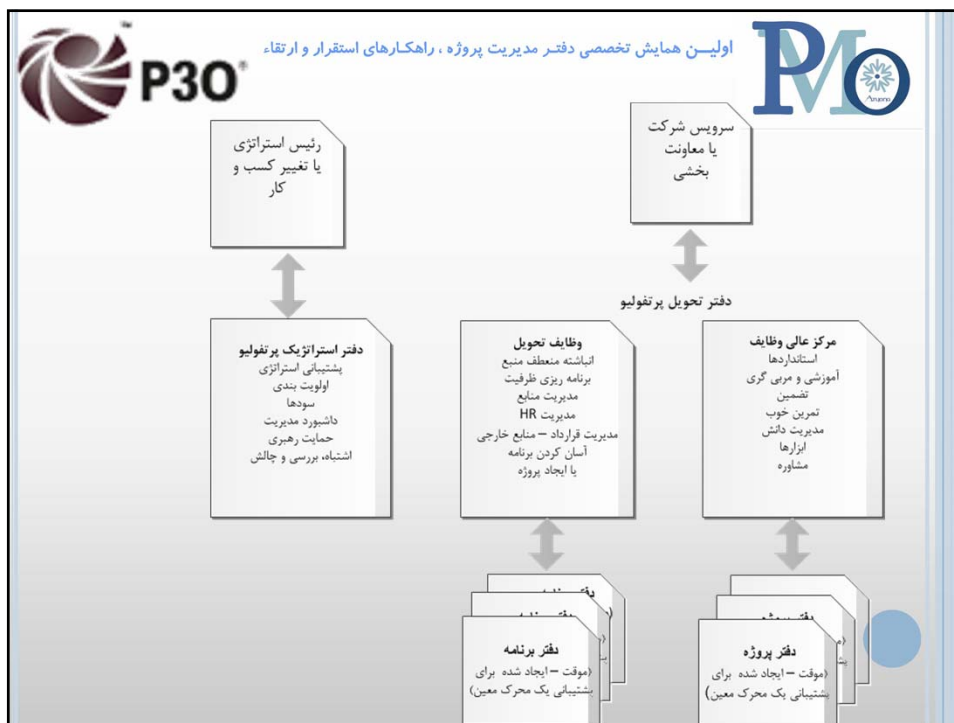 اولیــن همایش تخصصی دفتـر مدیریت پروژه ، راهکـارهای استقرار و ارتقاء
P3O®
PMO
سرویس شرکت
یا معاونت
بخشی
رئیس استراتژی
یا تغییر کسب و
کار
دفتر تحویل پرتفولیو
مرکز عالی وظایف
استانداردها
آموزشی و مربی گری
تضمین
تمرین خوب
مدیریت دانش
ابزارها
مشاوره
وظایف تحویل
انباشته منعطف منبع
برنامه ریزی ظرفیت
مدیریت منابع
مدیریت HR
مدیریت قرارداد – منابع خارجی
آسان کردن برنامه
یا ایجاد پروژه
دفتر استراتژیک پرتفولیو
پشتیبانی استراتژی
اولویت بندی
سودها
داشبورد مدیریت
حمایت رهبری
اشتباه، بررسی و چالش
دفتر پروژه
(موقت – ایجاد شده برای
پشتیبانی یک محرک معین)
دفتر برنامه
(موقت – ایجاد شده برای
پشتیبانی یک محرک معین)